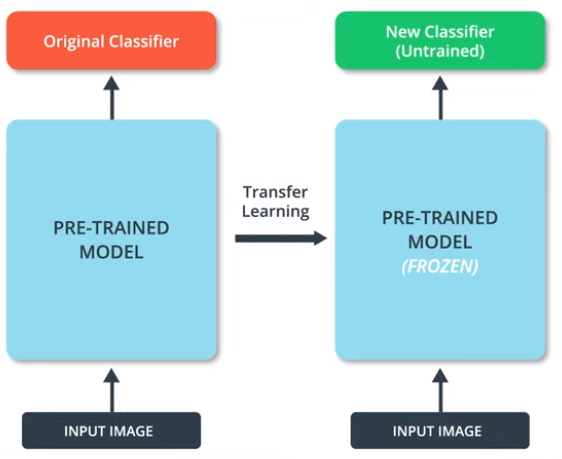 Original Classifier
New Classifier
(Untrained)
PRE-TRAINED
MODEL
Transfer
Learning
PRE-TRAINED
MODEL
(FROZEN)
INPUT IMAGE
INPUT IMAGE